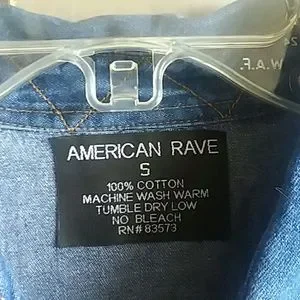 W.A.F.
AMERICAN RAVE
S
100% COTTON
MACHINE WASH WARM
TUMBLE DRY LOW
NO BLEACH
RN# 83573